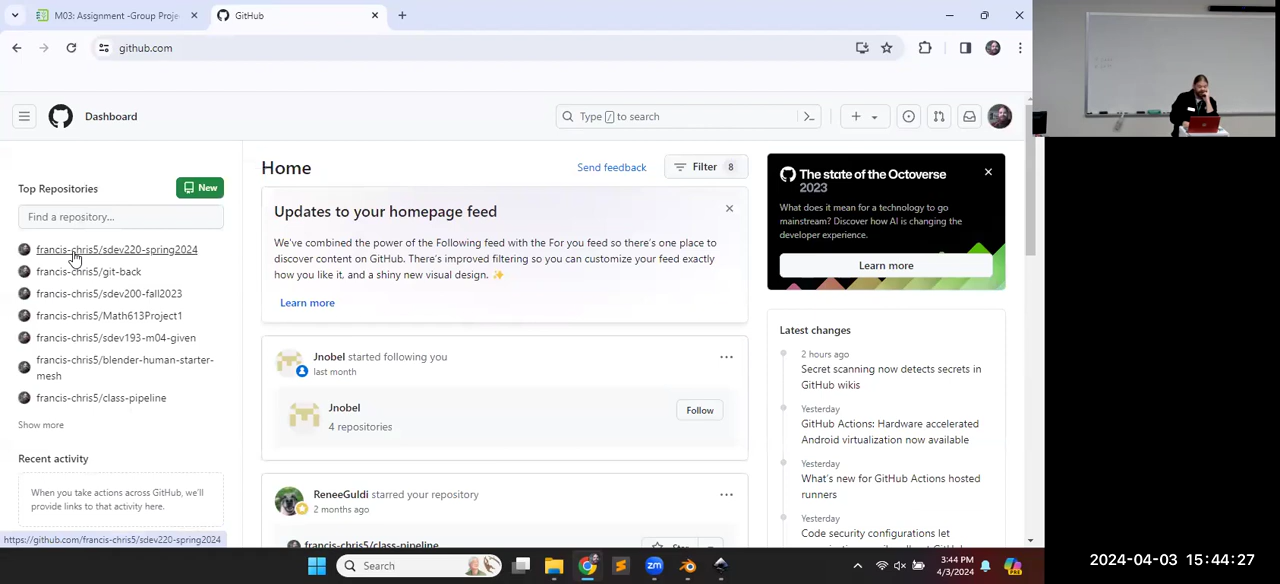 M03: Assignment -Group Proje
GitHub
github.com
Dashboard
Type / to search
Top Repositories
New
Find a repository...
francis-chris5/sdev220-spring2024
francis-chris5/git-back
francis-chris5/sdev200-fall2023
francis-chris5/Math613Project1
francis-chris5/sdev193-m04-given
francis-chris5/blender-human-starter-
mesh
francis-chris5/class-pipeline
Show more
Recent activity
When you take actions across GitHub, we'll
provide links to that activity here.
https://github.com/francis-chris5/sdev220-spring2024
Home
Send feedback
Filter 8
Updates to your homepage feed
We've combined the power of the Following feed with the For you feed so there's one place to
discover content on GitHub. There's improved filtering so you can customize your feed exactly
how you like it, and a shiny new visual design. ✨
Learn more
Jnobel started following you
last month
Jnobel
4 repositories
Follow
ReneeGuldi starred your repository
2 months ago
francis-chris5/class-pipeline
Star
The state of the Octoverse
2023
What does it mean for a technology to go
mainstream? Discover how AI is changing the
developer experience.
Learn more
Latest changes
2 hours ago
Secret scanning now detects secrets in
GitHub wikis
Yesterday
GitHub Actions: Hardware accelerated
Android virtualization now available
Yesterday
What's new for GitHub Actions hosted
runners
Yesterday
Code security configurations let
Search
3:44 PM
4/3/2024
2024-04-03 15:44:27